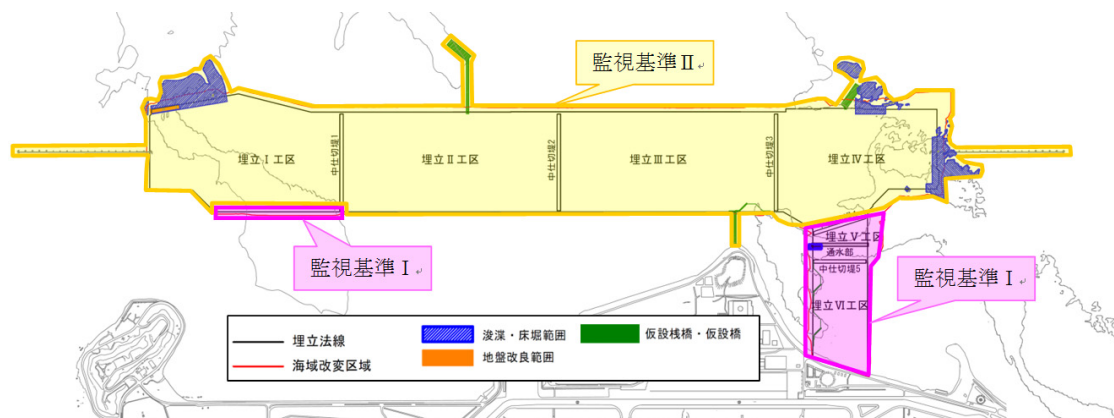 監視基準Ⅱ
埋立Ⅰ工区
中仕切堤1
埋立Ⅱ工区
中仕切堤2
埋立Ⅲ工区
中仕切堤3
埋立Ⅳ工区
監視基準Ⅰ
埋立Ⅴ工区
通水部
中仕切堤5
埋立Ⅵ工区
監視基準Ⅰ
埋立法線
海域改変区域
浚渫・床堀範囲
地盤改良範囲
仮設桟橋・仮設橋